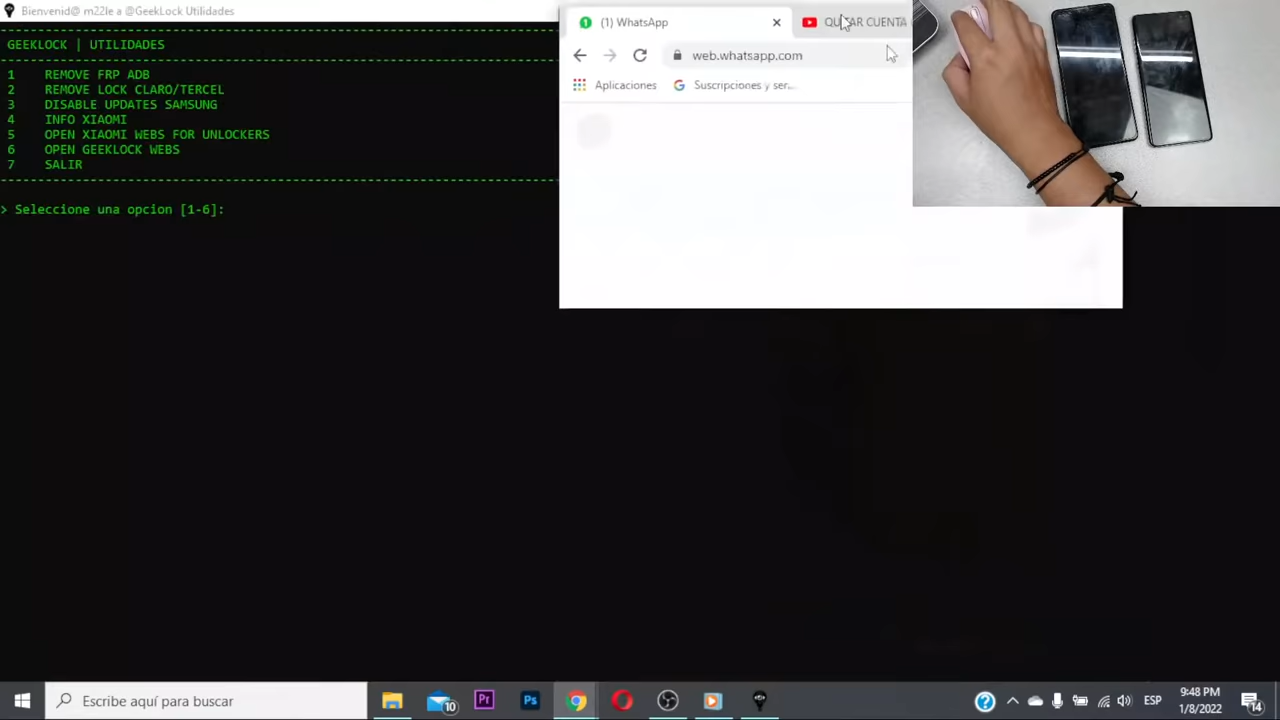 Bienvenid@ m22le a @GeekLock Utilidades
GEEKLOCK | UTILIDADES
1 REMOVE FRP ADB
2 REMOVE LOCK CLARO/TERCEL
3 DISABLE UPDATES SAMSUNG
4 INFO XIAOMI
5 OPEN XIAOMI WEBS FOR UNLOCKERS
6 OPEN GEEKLOCK WEBS
7 SALIR
> Seleccione una opcion [1-6]:
(1) WhatsApp
CUENTA
web.whatsapp.com
Aplicaciones
Suscripciones y ser...
Escribe aquí para buscar
10
Pr
Ps
ESP
9:48 PM
1/8/2022
14